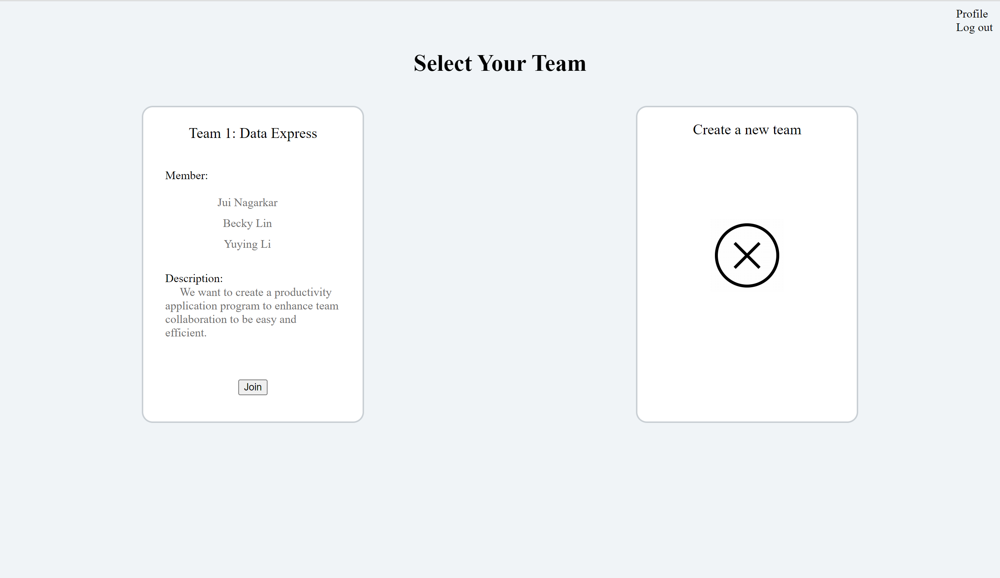 Profile
Log out
Select Your Team
Team 1: Data Express
Member:
Jui Nagarkar
Becky Lin
Yuying Li
Description:
We want to create a productivity
application program to enhance team
collaboration to be easy and
efficient.
Join
Create a new team